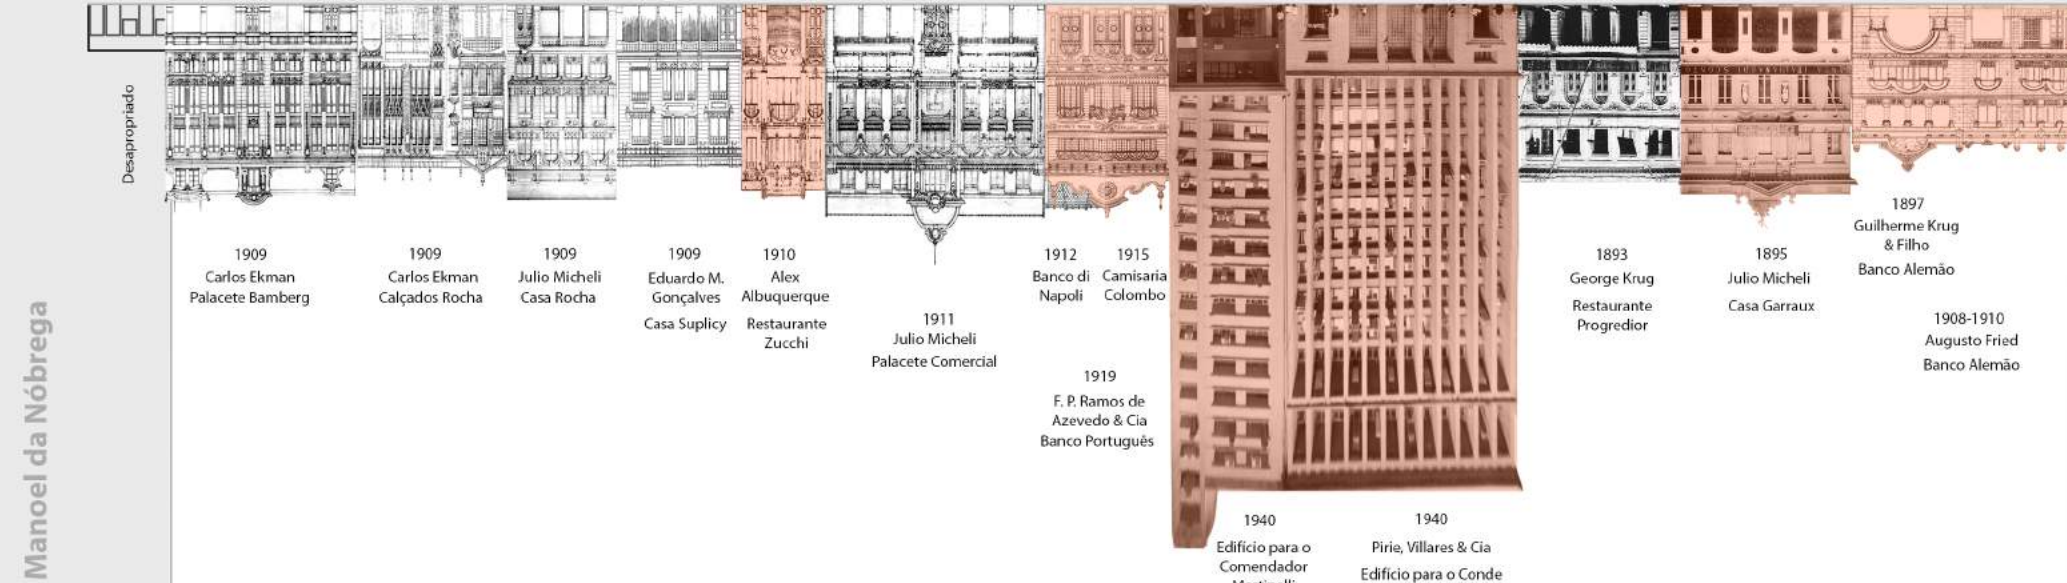 Manoel da Nóbrega
Desapropriado
1909
Carlos Ekman
Palacete Bamberg
1909
Carlos Ekman
Calçados Rocha
1909
Julio Micheli
Casa Rocha
1909
Eduardo M.
Gonçalves
Casa Suplicy
1910
Alex
Albuquerque
Restaurante
Zucchi
1911
Julio Micheli
Palacete Comercial
1912
Banco di
Napoli
1915
Camisaria
Colombo
1919
F. P. Ramos de
Azevedo & Cia
Banco Português
1940
Edifício para o
Comendador
1940
Pirie, Villares & Cia
Edifício para o Conde
1893
George Krug
Restaurante
Progredior
1895
Julio Micheli
Casa Garraux
1897
Guilherme Krug
& Filho
Banco Alemão
1908-1910
Augusto Fried
Banco Alemão